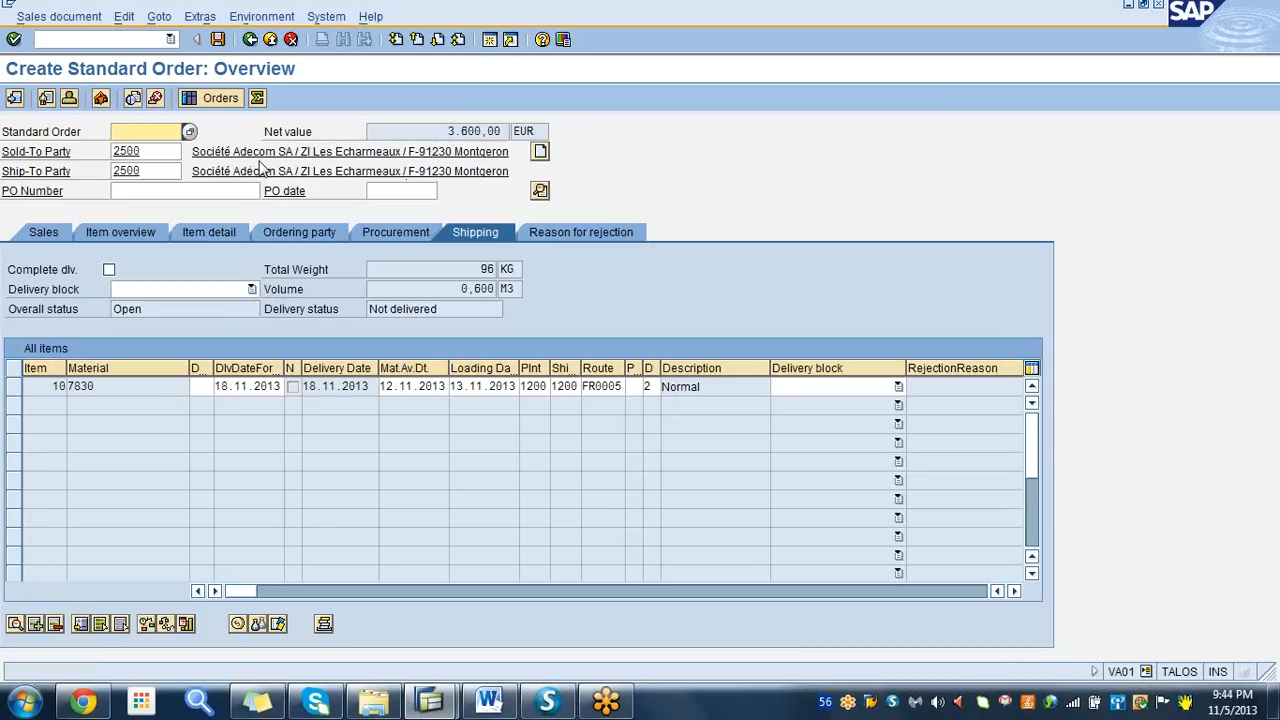 Sales document Edit Goto Extras Environment System Help
SAP
Create Standard Order: Overview
Orders
Standard Order Net value 3.600,00 EUR
Sold-To Party 2500 Société Adecom SA / ZI Les Echarmeaux / F-91230 Montgeron
Ship-To Party 2500 Société Adecom SA / ZI Les Echarmeaux / F-91230 Montgeron
PO Number PO date
Sales Item overview Item detail Ordering party Procurement Shipping Reason for rejection
Complete dlv. Total Weight 96 KG
Delivery block Volume 0,600 M3
Overall status Open Delivery status Not delivered
All items
Item Material D... DlvDateFor... N Delivery Date Mat.Av.Dt. Loading Da... Plnt Shi... Route P... D Description Delivery block RejectionReason
10 7830 18.11.2013 18.11.2013 12.11.2013 13.11.2013 1200 1200 FR0005 2 Normal
VA01 TALOS INS
56 9:44 PM
11/5/2013